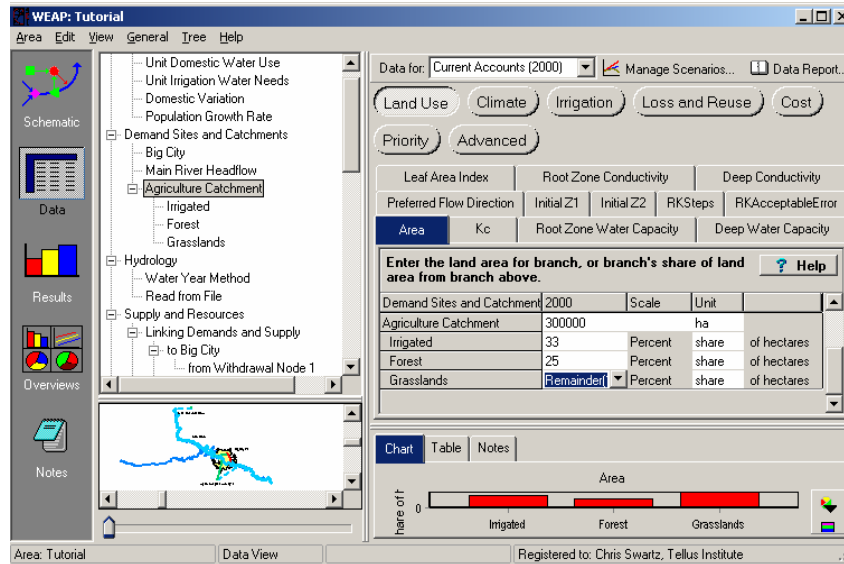 WEAP: Tutorial
Area Edit View General Tree Help
Schematic
Data
Results
Overviews
Notes
Unit Domestic Water Use
Unit Irrigation Water Needs
Domestic Variation
Population Growth Rate
Demand Sites and Catchments
Big City
Main River Headflow
Agriculture Catchment
Irrigated
Forest
Grasslands
Hydrology
Water Year Method
Read from File
Supply and Resources
Linking Demands and Supply
to Big City
from Withdrawal Node 1
Data for: Current Accounts (2000) Manage Scenarios... Data Report..
Land Use Climate Irrigation Loss and Reuse Cost
Priority Advanced
Leaf Area Index Root Zone Conductivity Deep Conductivity
Preferred Flow Direction Initial Z1 Initial Z2 RKSteps RKAcceptableError
Area Kc Root Zone Water Capacity Deep Water Capacity
Enter the land area for branch, or branch's share of land
area from branch above.
? Help
Demand Sites and Catchment 2000 Scale Unit
Agriculture Catchment 300000 ha
Irrigated 33 Percent share of hectares
Forest 25 Percent share of hectares
Grasslands Remainder( Percent share of hectares
Chart Table Notes
Area
hare of t
0
Irrigated Forest Grasslands
Area: Tutorial Data View Registered to: Chris Swartz, Tellus Institute